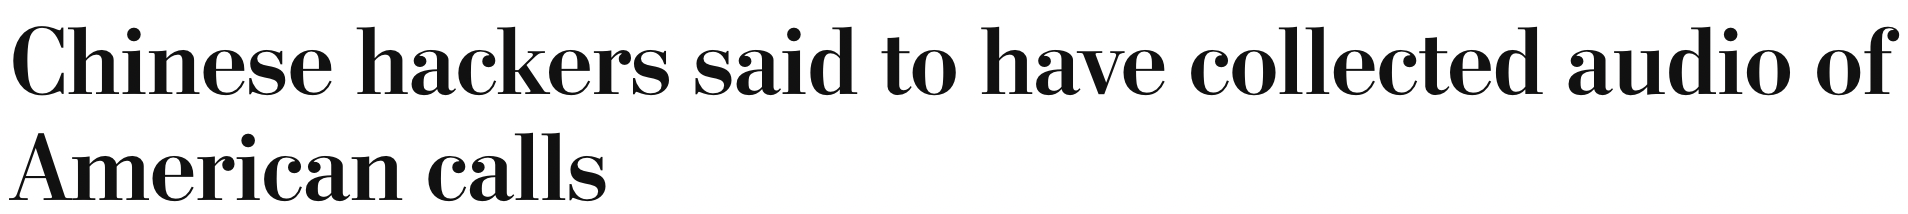 Chinese hackers said to have collected audio of
American calls